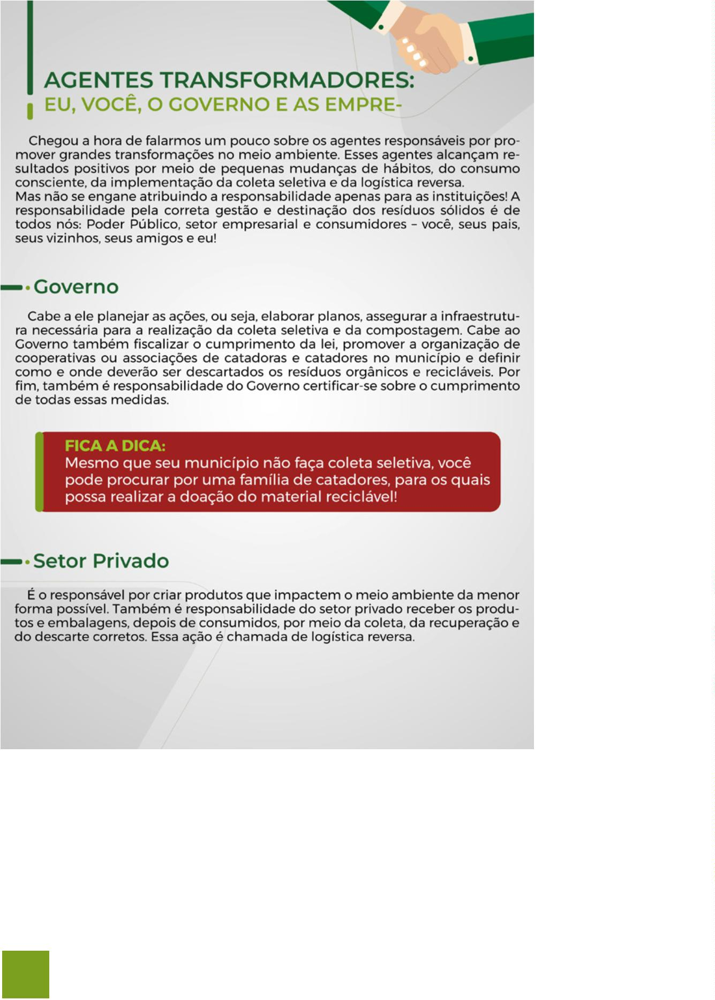 AGENTES TRANSFORMADORES:
EU, VOCÊ, O GOVERNO E AS EMPRE-
Chegou a hora de falarmos um pouco sobre os agentes responsáveis por pro-
mover grandes transformações no meio ambiente. Esses agentes alcançam re-
sultados positivos por meio de pequenas mudanças de hábitos, do consumo
consciente, da implementação da coleta seletiva e da logística reversa.
Mas não se engane atribuindo a responsabilidade apenas para as instituições! A
responsabilidade pela correta gestão e destinação dos resíduos sólidos é de
todos nós: Poder Público, setor empresarial e consumidores – você, seus pais,
seus vizinhos, seus amigos e eu!
Governo
Cabe a ele planejar as ações, ou seja, elaborar planos, assegurar a infraestrutu-
ra necessária para a realização da coleta seletiva e da compostagem. Cabe ao
Governo também fiscalizar o cumprimento da lei, promover a organização de
cooperativas ou associações de catadoras e catadores no município e definir
como e onde deverão ser descartados os resíduos orgânicos e recicláveis. Por
fim, também é responsabilidade do Governo certificar-se sobre o cumprimento
de todas essas medidas.
FICA A DICA:
Mesmo que seu município não faça coleta seletiva, você
pode procurar por uma família de catadores, para os quais
possa realizar a doação do material reciclável!
Setor Privado
É o responsável por criar produtos que impactem o meio ambiente da menor
forma possível. Também é responsabilidade do setor privado receber os produ-
tos e embalagens, depois de consumidos, por meio da coleta, da recuperação e
do descarte corretos. Essa ação é chamada de logística reversa.